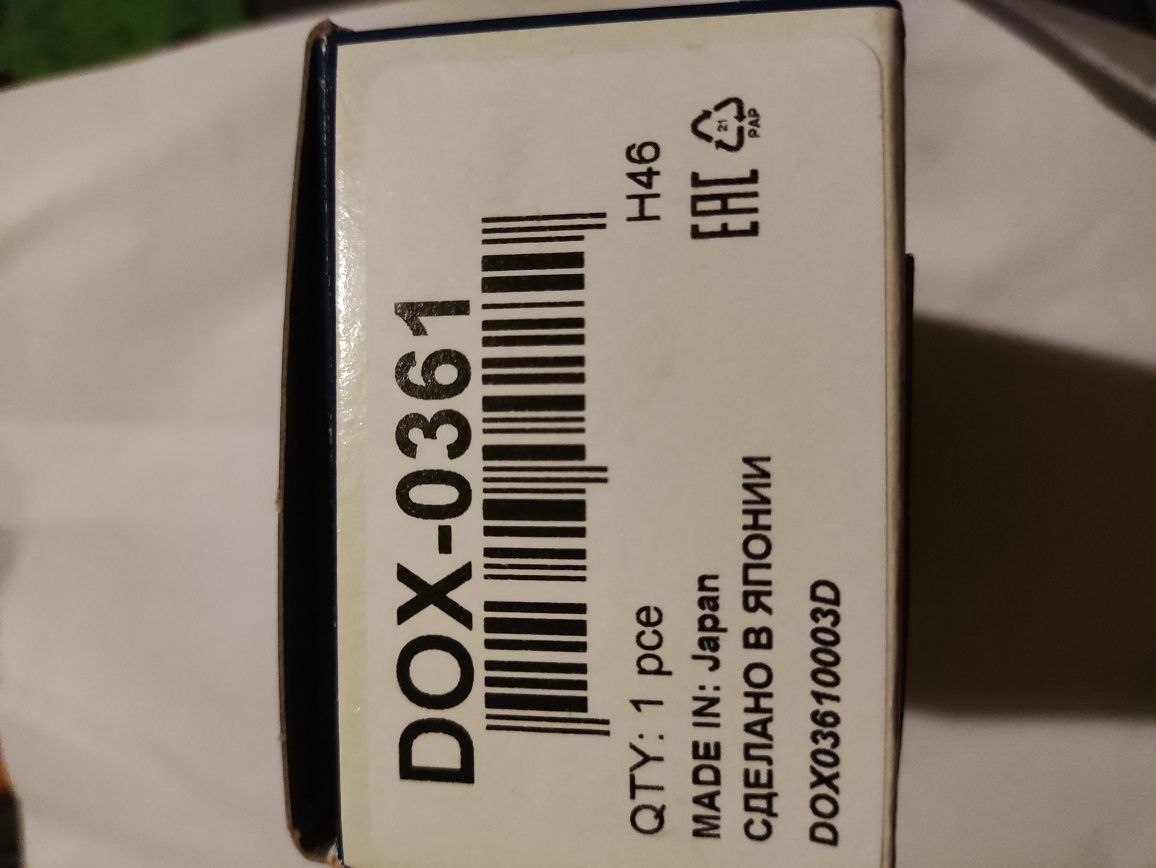 DOX-0361
QTY: 1 pce H46
MADE IN: Japan EAC 21
СДЕЛАНО В ЯПОНИИ PAP
DOX03610003D